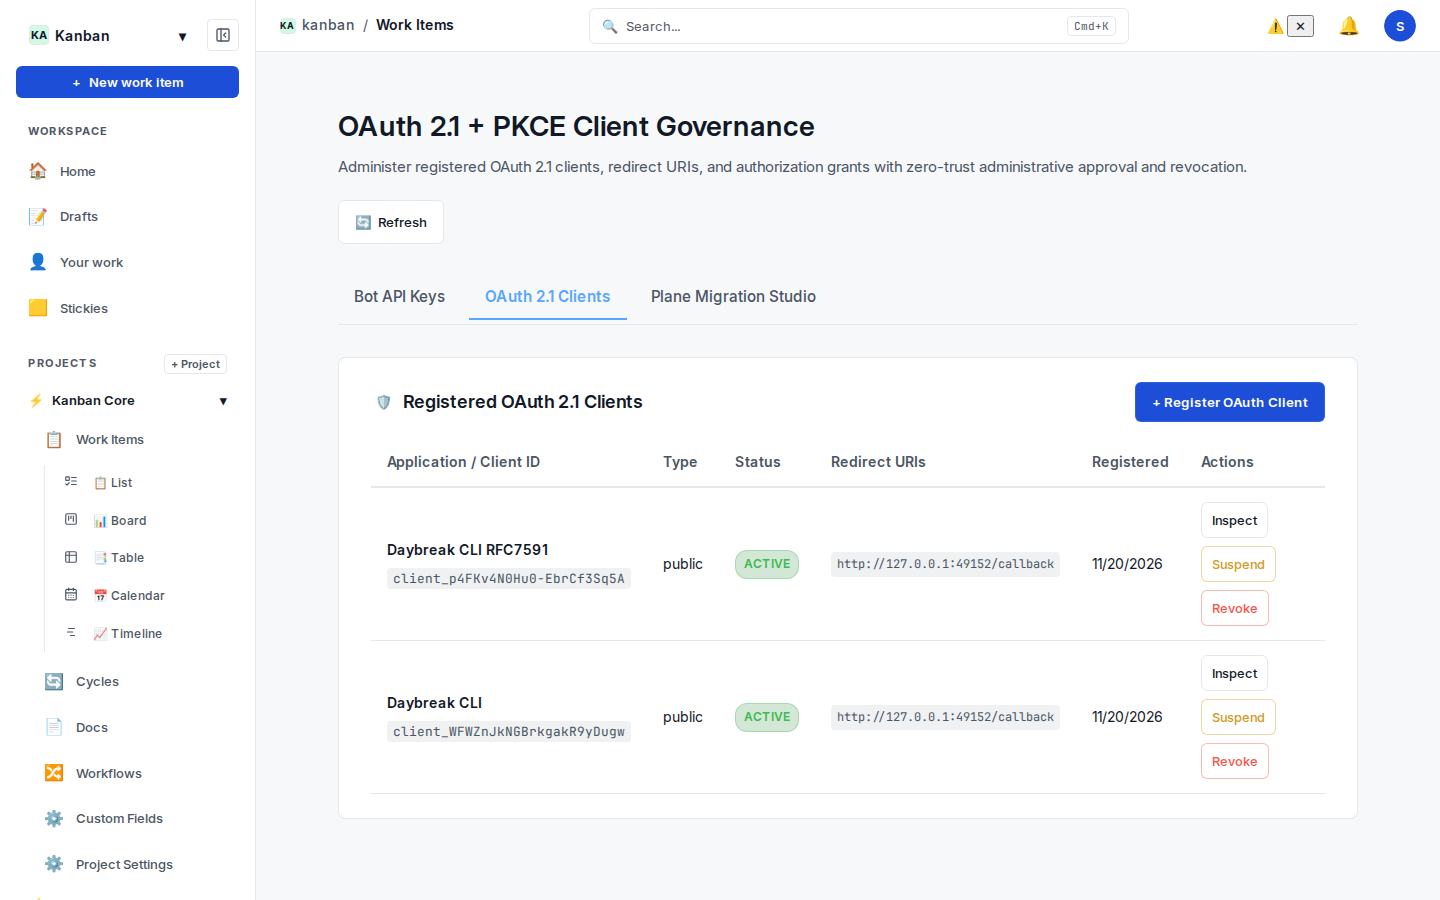 KA Kanban ▾
+ New work item
WORKSPACE
Home
Drafts
Your work
Stickies
PROJECTS
+ Project
Kanban Core ▾
Work Items
List
Board
Table
Calendar
Timeline
Cycles
Docs
Workflows
Custom Fields
Project Settings
KA kanban / Work Items
Search...
Cmd+K
✕
S
OAuth 2.1 + PKCE Client Governance
Administer registered OAuth 2.1 clients, redirect URIs, and authorization grants with zero-trust administrative approval and revocation.
Refresh
Bot API Keys
OAuth 2.1 Clients
Plane Migration Studio
Registered OAuth 2.1 Clients
+ Register OAuth Client
Application / Client ID Type Status Redirect URIs Registered Actions
Daybreak CLI RFC7591
client_p4FKv4N0Hu0-EbrCf3Sq5A
public
ACTIVE
http://127.0.0.1:49152/callback
11/20/2026
Inspect
Suspend
Revoke
Daybreak CLI
client_WFWZnJkNGBrkgakR9yDugw
public
ACTIVE
http://127.0.0.1:49152/callback
11/20/2026
Inspect
Suspend
Revoke